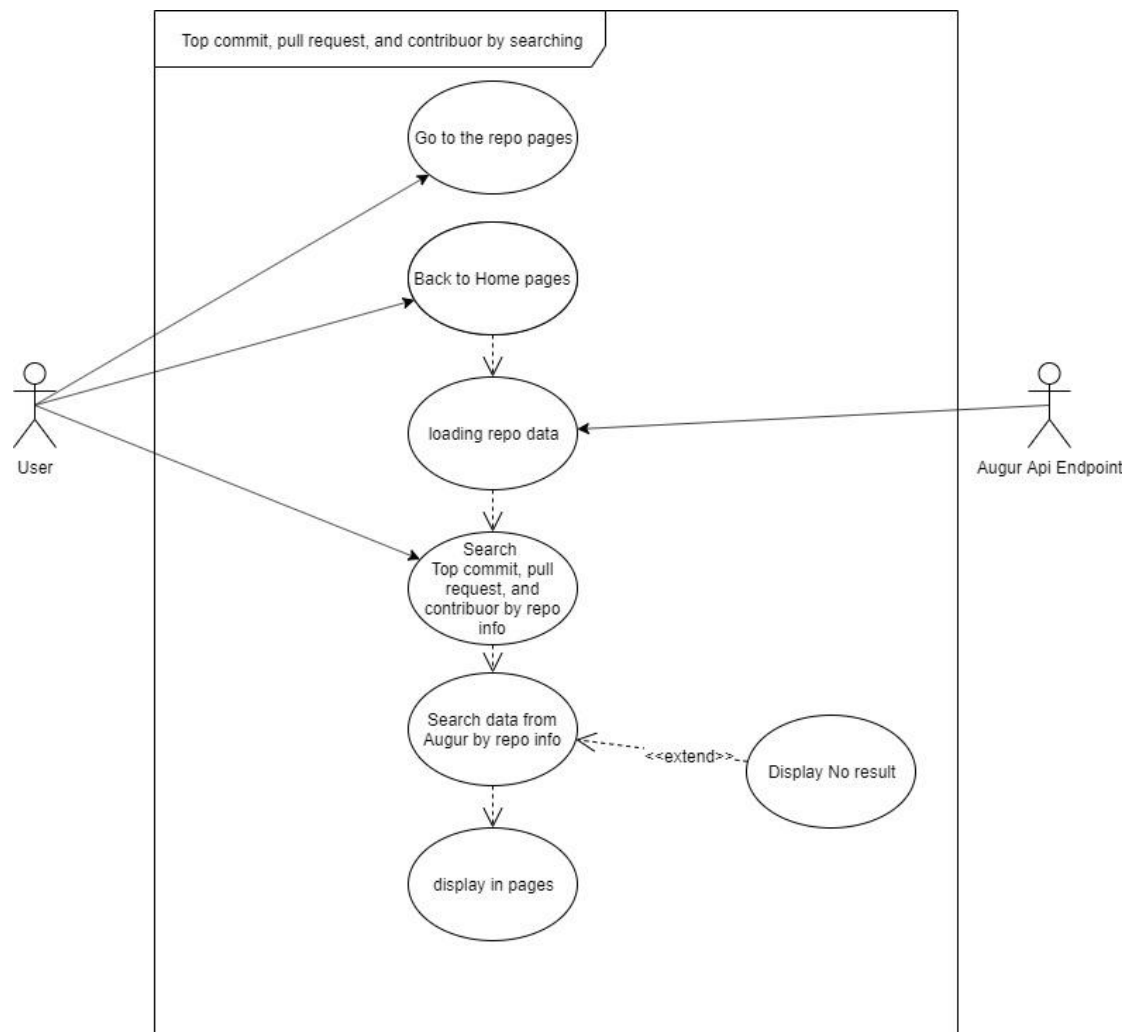 Top commit, pull request, and contribuor by searching
Go to the repo pages
Back to Home pages
loading repo data
User
Augur Api Endpoint
Search
Top commit, pull
request, and
contribuor by repo
info
Search data from
Augur by repo info
<<extend>>
Display No result
display in pages